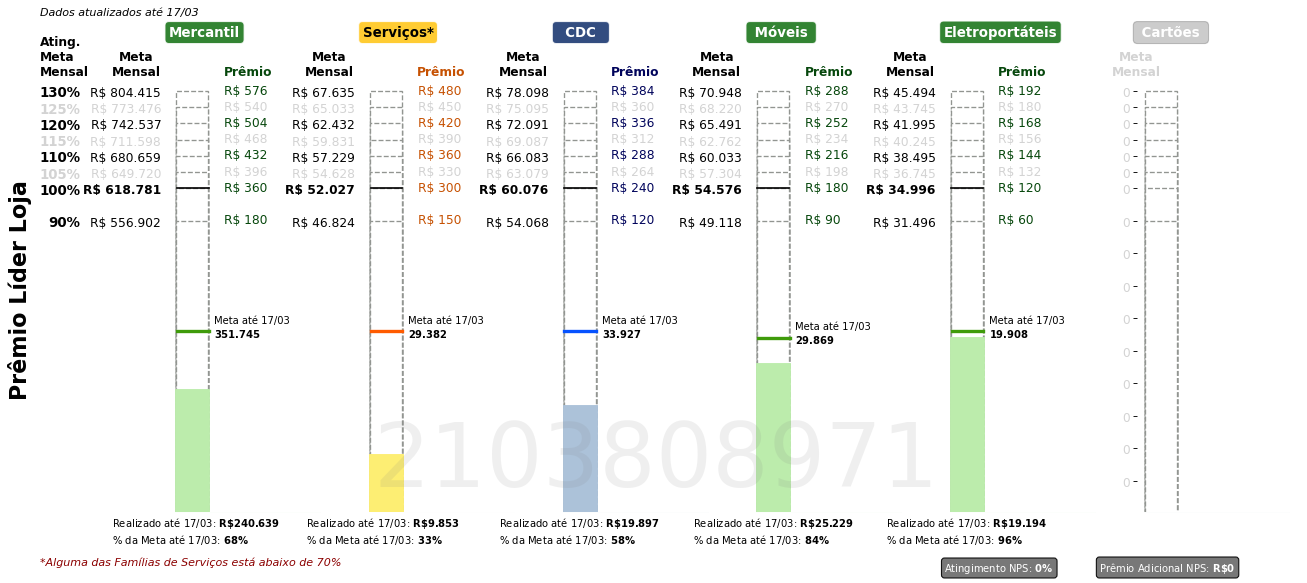 Dados atualizados até 17/03
Mercantil Serviços* CDC Móveis Eletroportáteis Cartões
Ating.
Meta Meta Meta Meta Meta Meta Meta
Mensal Mensal Prêmio Mensal Prêmio Mensal Prêmio Mensal Prêmio Mensal Prêmio Mensal
130% R$ 804.415 R$ 576 R$ 67.635 R$ 480 R$ 78.098 R$ 384 R$ 70.948 R$ 288 R$ 45.494 R$ 192 0
125% R$ 773.476 R$ 540 R$ 65.033 R$ 450 R$ 75.095 R$ 360 R$ 68.220 R$ 270 R$ 43.745 R$ 180 0
120% R$ 742.537 R$ 504 R$ 62.432 R$ 420 R$ 72.091 R$ 336 R$ 65.491 R$ 252 R$ 41.995 R$ 168 0
115% R$ 711.598 R$ 468 R$ 59.831 R$ 390 R$ 69.087 R$ 312 R$ 62.762 R$ 234 R$ 40.245 R$ 156 0
110% R$ 680.659 R$ 432 R$ 57.229 R$ 360 R$ 66.083 R$ 288 R$ 60.033 R$ 216 R$ 38.495 R$ 144 0
105% R$ 649.720 R$ 396 R$ 54.628 R$ 330 R$ 63.079 R$ 264 R$ 57.304 R$ 198 R$ 36.745 R$ 132 0
100% R$ 618.781 R$ 360 R$ 52.027 R$ 300 R$ 60.076 R$ 240 R$ 54.576 R$ 180 R$ 34.996 R$ 120 0
90% R$ 556.902 R$ 180 R$ 46.824 R$ 150 R$ 54.068 R$ 120 R$ 49.118 R$ 90 R$ 31.496 R$ 60 0
0
0
0
0
0
0
0
0
Prêmio Líder Loja
Meta até 17/03 Meta até 17/03 Meta até 17/03 Meta até 17/03 Meta até 17/03
351.745 29.382 33.927 29.869 19.908
2103808971
Realizado até 17/03: R$240.639 Realizado até 17/03: R$9.853 Realizado até 17/03: R$19.897 Realizado até 17/03: R$25.229 Realizado até 17/03: R$19.194
% da Meta até 17/03: 68% % da Meta até 17/03: 33% % da Meta até 17/03: 58% % da Meta até 17/03: 84% % da Meta até 17/03: 96%
*Alguma das Famílias de Serviços está abaixo de 70% Atingimento NPS: 0% Prêmio Adicional NPS: R$0